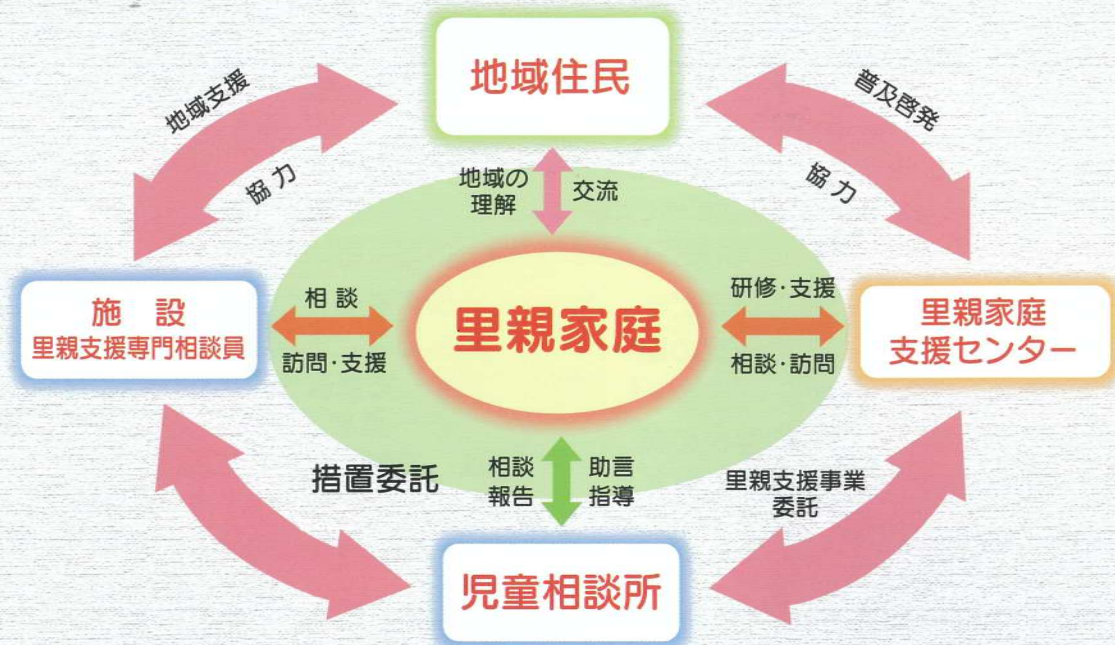 地域住民
地域支援
協力
普及啓発
協力
地域の
理解
交流
施 設
里親支援専門相談員
相談
訪問・支援
里親家庭
研修・支援
相談・訪問
里親家庭
支援センター
措置委託
相談
報告
助言
指導
里親支援事業
委託
児童相談所